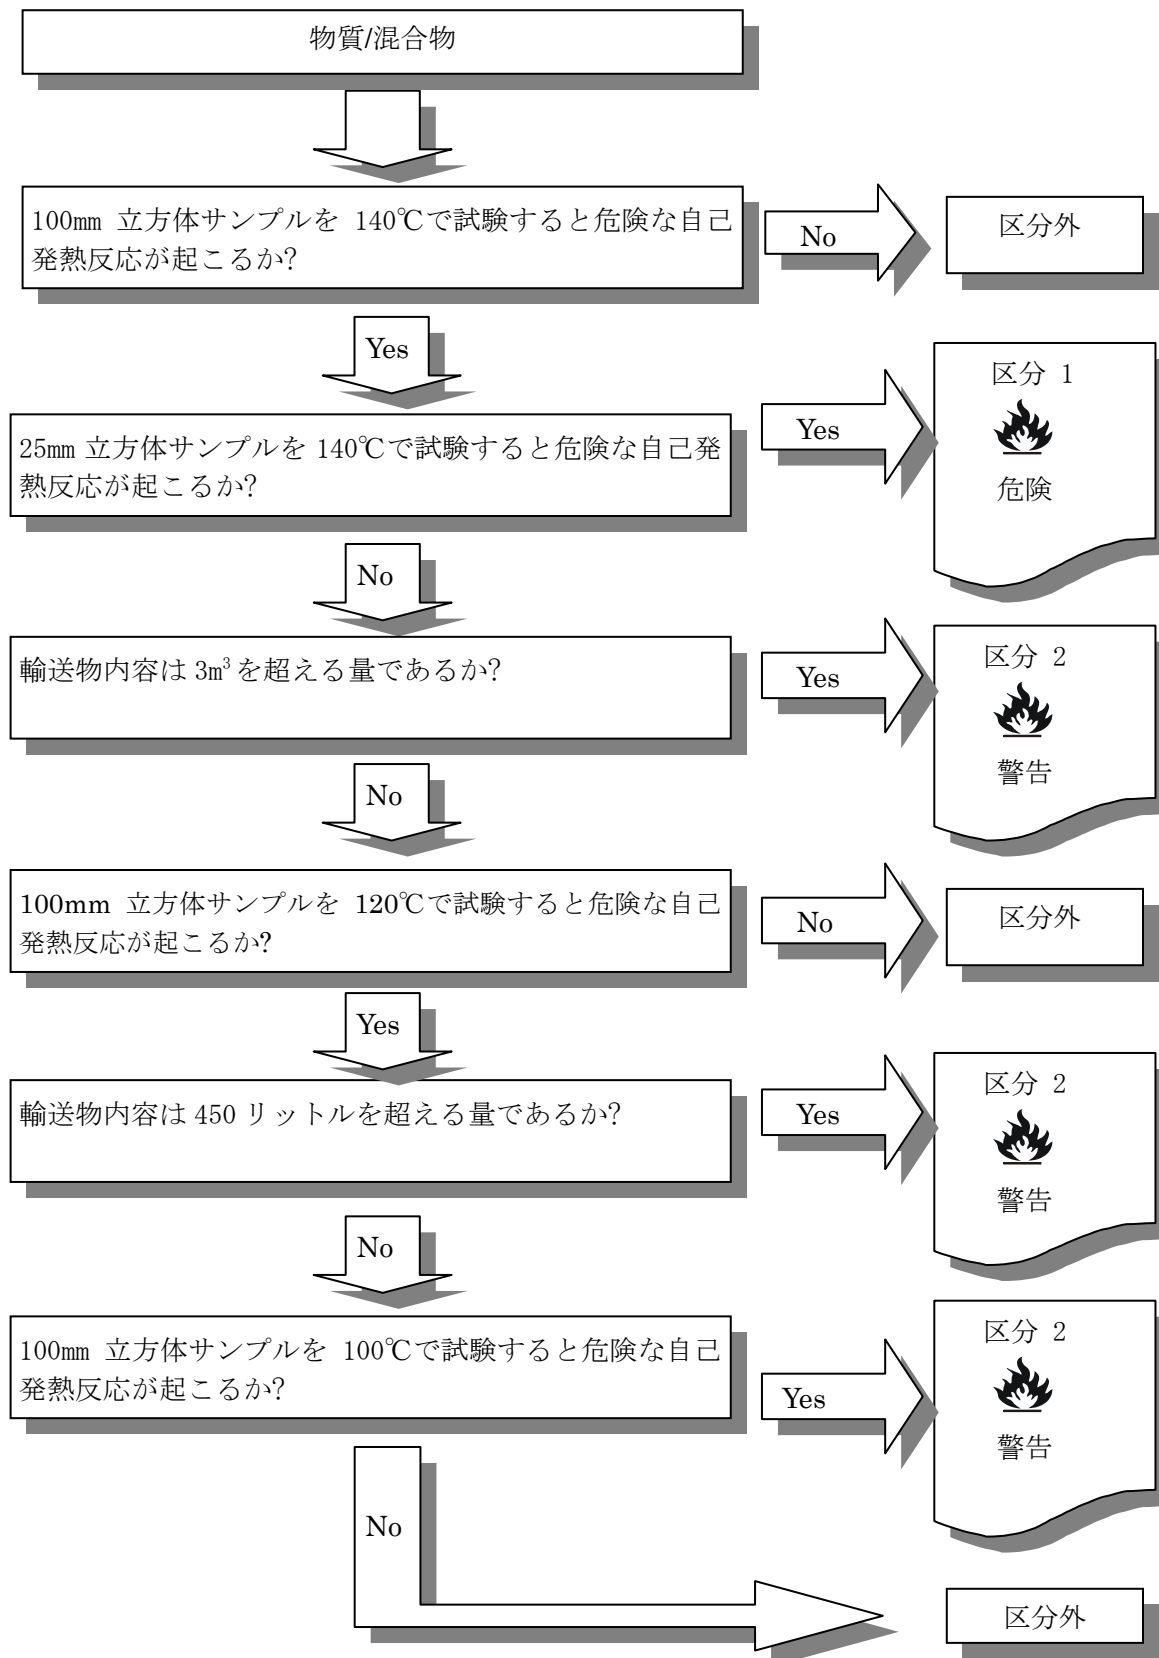 物質/混合物
100mm 立方体サンプルを 140℃で試験すると危険な自己
発熱反応が起こるか?
No
区分外
Yes
25mm 立方体サンプルを 140℃で試験すると危険な自己発
熱反応が起こるか?
Yes
区分 1
危険
No
輸送物内容は 3m³を超える量であるか?
Yes
区分 2
警告
No
100mm 立方体サンプルを 120℃で試験すると危険な自己
発熱反応が起こるか?
No
区分外
Yes
輸送物内容は 450 リットルを超える量であるか?
Yes
区分 2
警告
No
100mm 立方体サンプルを 100℃で試験すると危険な自己
発熱反応が起こるか?
Yes
区分 2
警告
No
区分外